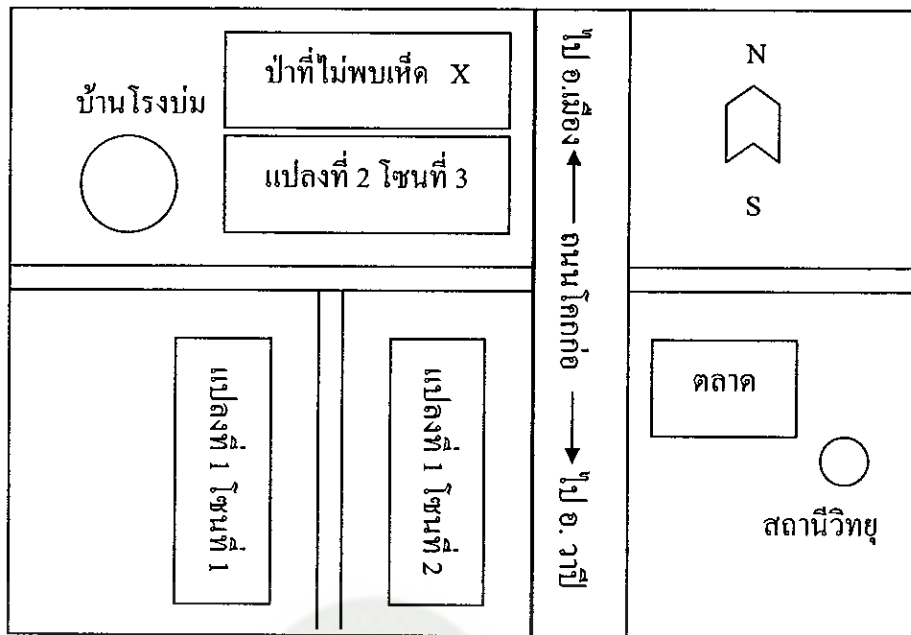 ป่าที่ไม่พบเห็ด X
บ้านโรงบ่ม
แปลงที่ 2 โซนที่ 3
ไป อ.เมือง
ถนนโคกก่อ
ไป อ. วาปี
N
S
แปลงที่ 1 โซนที่ 1
แปลงที่ 1 โซนที่ 2
ตลาด
สถานีวิทยุ